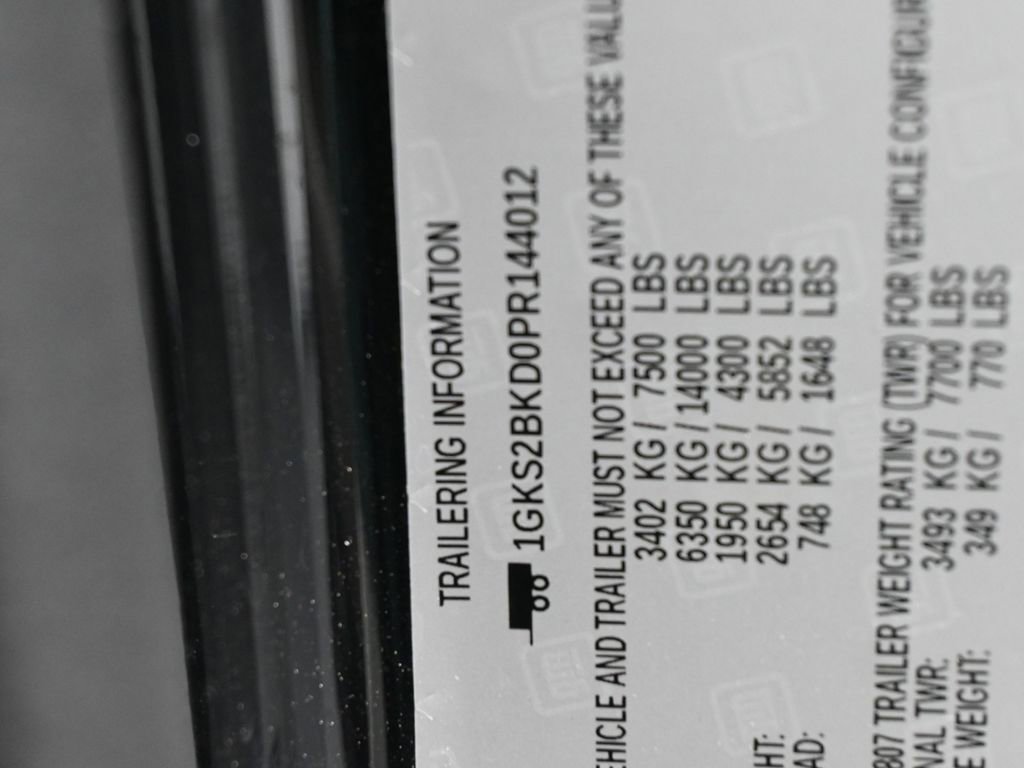 TRAILERING INFORMATION
1GKS2BKD0PR144012
EHICLE AND TRAILER MUST NOT EXCEED ANY OF THESE VALU
3402 KG / 7500 LBS
6350 KG / 14000 LBS
1950 KG / 4300 LBS
HT: 2654 KG / 5852 LBS
AD: 748 KG / 1648 LBS
807 TRAILER WEIGHT RATING (TWR) FOR VEHICLE CONFIGUR
NAL TWR: 3493 KG / 7700 LBS
E WEIGHT: 349 KG / 770 LBS